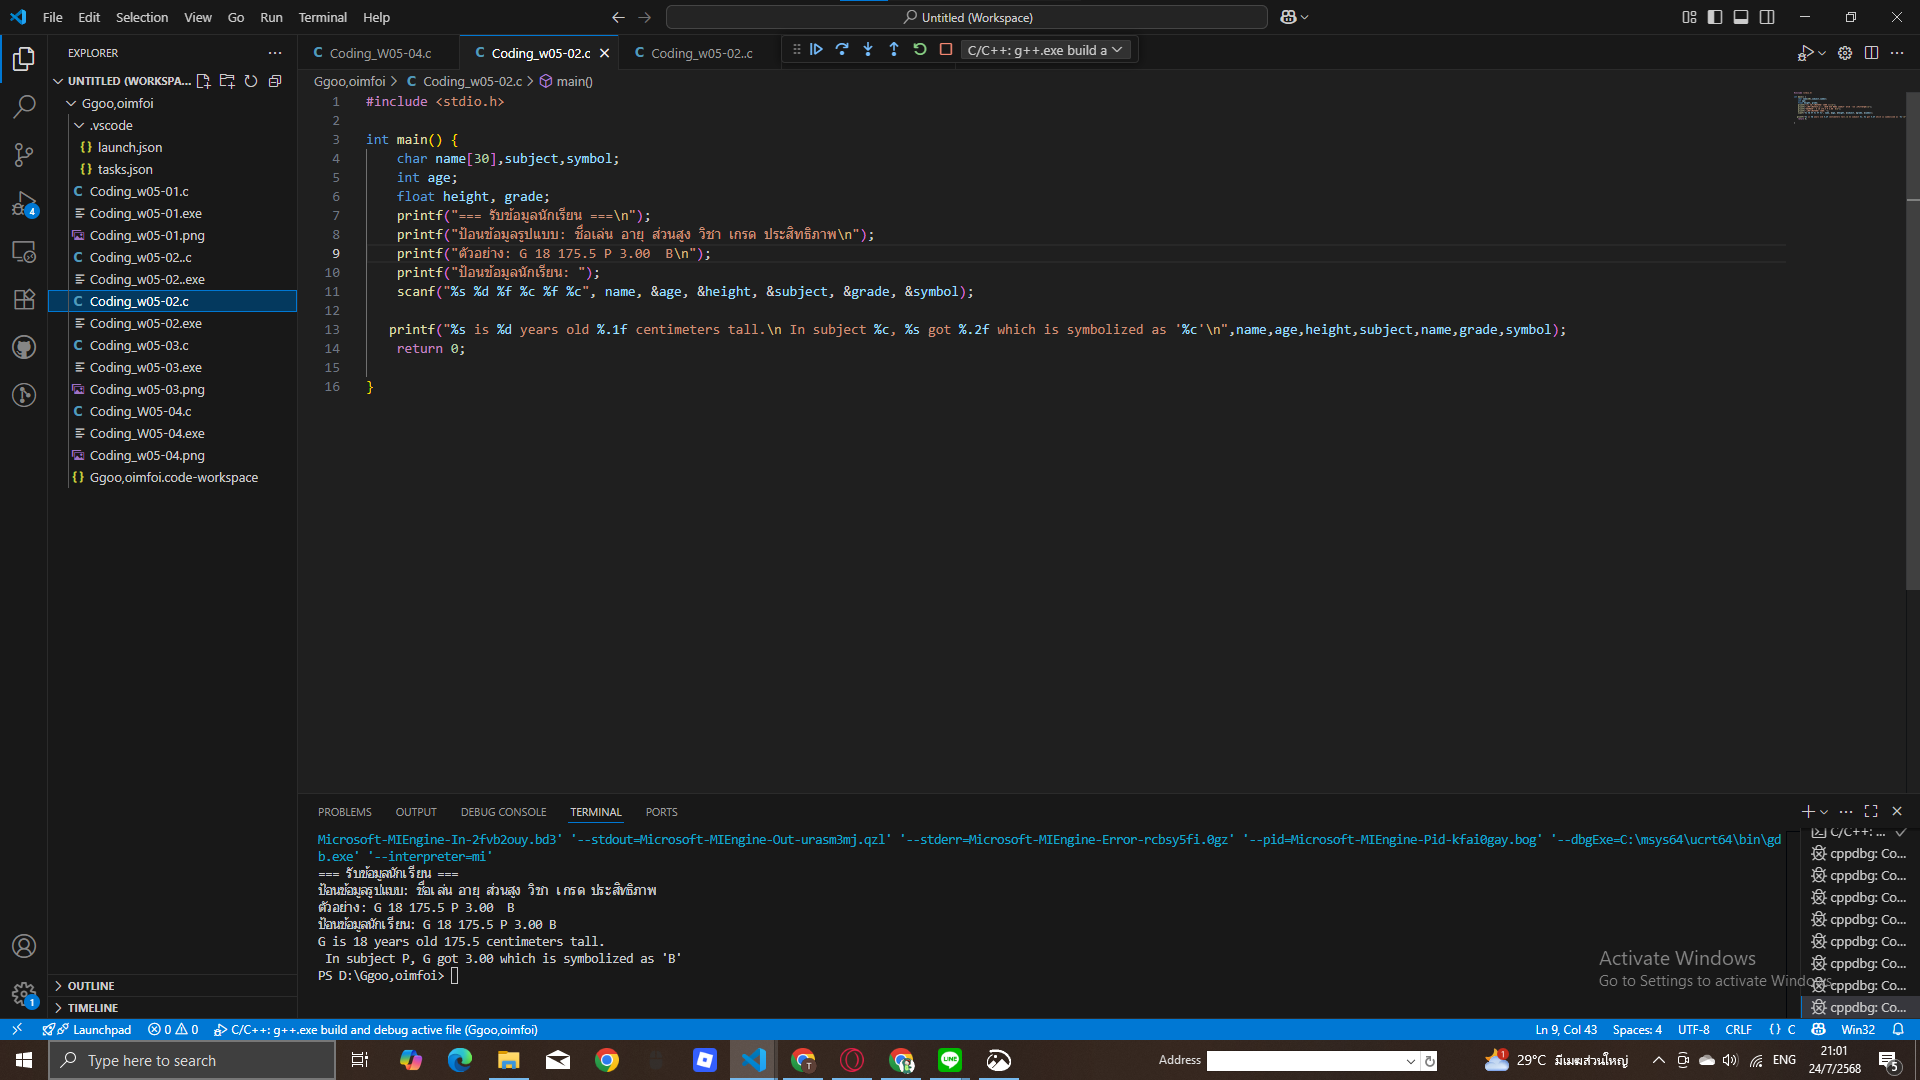 File Edit Selection View Go Run Terminal Help
Untitled (Workspace)
EXPLORER
UNTITLED (WORKSPA...
Ggoo,oimfoi
.vscode
launch.json
tasks.json
Coding_w05-01.c
Coding_w05-01.exe
Coding_w05-01.png
Coding_w05-02..c
Coding_w05-02..exe
Coding_w05-02.c
Coding_w05-02.exe
Coding_w05-03.c
Coding_w05-03.exe
Coding_w05-03.png
Coding_W05-04.c
Coding_W05-04.exe
Coding_w05-04.png
Ggoo,oimfoi.code-workspace
OUTLINE
TIMELINE
Coding_W05-04.c
Coding_w05-02.c
Coding_w05-02..c
C/C++: g++.exe build a
Ggoo,oimfoi > Coding_w05-02.c > main()
1 #include <stdio.h>
2
3 int main() {
4 char name[30],subject,symbol;
5 int age;
6 float height, grade;
7 printf("=== รับข้อมูลนักเรียน ===\n");
8 printf("ป้อนข้อมูลรูปแบบ: ชื่อเล่น อายุ ส่วนสูง วิชา เกรด ประสิทธิภาพ\n");
9 printf("ตัวอย่าง: G 18 175.5 P 3.00  B\n");
10 printf("ป้อนข้อมูลนักเรียน: ");
11 scanf("%s %d %f %c %f %c", name, &age, &height, &subject, &grade, &symbol);
12
13 printf("%s is %d years old %.1f centimeters tall.\n In subject %c, %s got %.2f which is symbolized as '%c'\n",name,age,height,subject,name,grade,symbol);
14 return 0;
15
16 }
PROBLEMS OUTPUT DEBUG CONSOLE TERMINAL PORTS
Microsoft-MIEngine-In-2fvb2ouy.bd3' '--stdout=Microsoft-MIEngine-Out-urasm3mj.qzl' '--stderr=Microsoft-MIEngine-Error-rcbsy5fi.0gz' '--pid=Microsoft-MIEngine-Pid-kfai0gay.bog' '--dbgExe=C:\msys64\ucrt64\bin\gd
b.exe' '--interpreter=mi'
=== รับข้อมูลนักเรียน ===
ป้อนข้อมูลรูปแบบ: ชื่อเล่น อายุ ส่วนสูง วิชา เกรด ประสิทธิภาพ
ตัวอย่าง: G 18 175.5 P 3.00  B
ป้อนข้อมูลนักเรียน: G 18 175.5 P 3.00 B
G is 18 years old 175.5 centimeters tall.
In subject P, G got 3.00 which is symbolized as 'B'
PS D:\Ggoo,oimfoi>
C/C++: ...
cppdbg: Co...
cppdbg: Co...
cppdbg: Co...
cppdbg: Co...
cppdbg: Co...
cppdbg: Co...
cppdbg: Co...
cppdbg: Co...
Activate Windows
Go to Settings to activate Windows.
Launchpad 0 0 C/C++: g++.exe build and debug active file (Ggoo,oimfoi)
Ln 9, Col 43 Spaces: 4 UTF-8 CRLF {} C Win32
Type here to search
Address
29°C มีเมฆส่วนใหญ่
ENG
21:01
24/7/2568